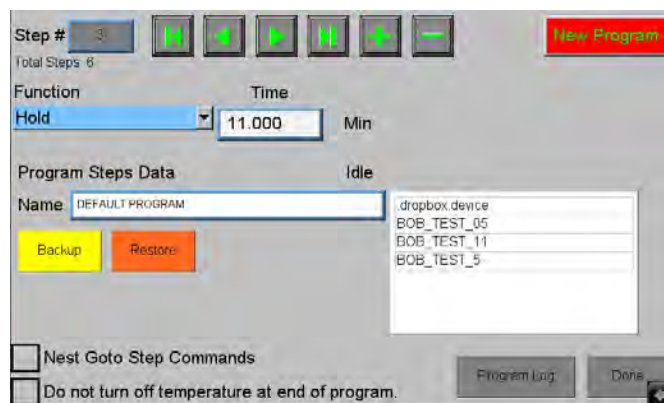 Step # 3
New Program
Total Steps 6
Function Time
Hold 11.000 Min
Program Steps Data Idle
Name DEFAULT PROGRAM
.dropbox.device
BOB_TEST_05
BOB_TEST_11
BOB_TEST_5
Backup Restore
Nest Goto Step Commands
Do not turn off temperature at end of program.
Program Log Done